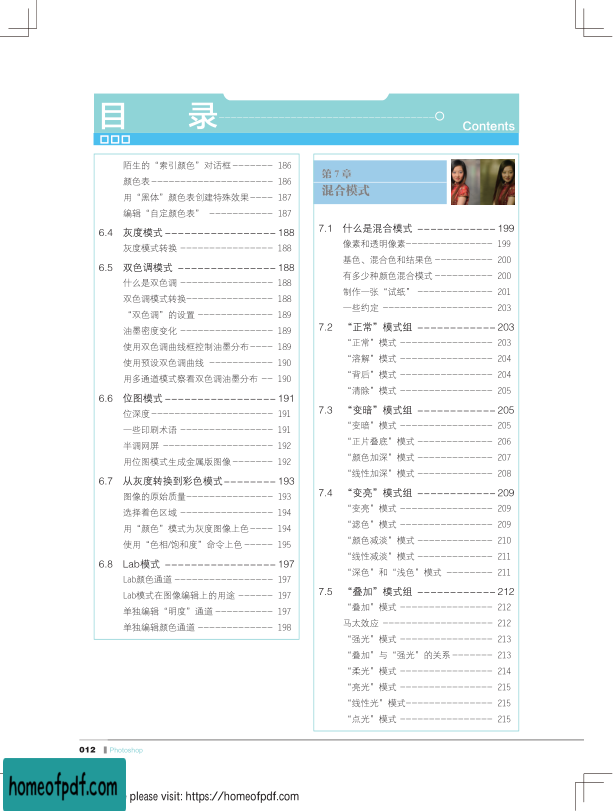 目 录
Contents
陌生的“索引颜色”对话框 186
颜色表 186
用“黑体”颜色表创建特殊效果 187
编辑“自定颜色表” 187
6.4 灰度模式 188
灰度模式转换 188
6.5 双色调模式 188
什么是双色调 188
双色调模式转换 188
“双色调”的设置 189
油墨密度变化 189
使用双色调曲线框控制油墨分布 189
使用预设双色调曲线 190
用多通道模式察看双色调油墨分布 190
6.6 位图模式 191
位深度 191
一些印刷术语 191
半调网屏 192
用位图模式生成金属版图像 192
6.7 从灰度转换到彩色模式 193
图像的原始质量 193
选择着色区域 194
用“颜色”模式为灰度图像上色 194
使用“色相/饱和度”命令上色 195
6.8 Lab模式 197
Lab颜色通道 197
Lab模式在图像编辑上的用途 197
单独编辑“明度”通道 197
单独编辑颜色通道 198
第7章
混合模式
7.1 什么是混合模式 199
像素和透明像素 199
基色、混合色和结果色 200
有多少种颜色混合模式 200
制作一张“试纸” 201
一些约定 203
7.2 “正常”模式组 203
“正常”模式 203
“溶解”模式 204
“背后”模式 204
“清除”模式 205
7.3 “变暗”模式组 205
“变暗”模式 205
“正片叠底”模式 206
“颜色加深”模式 207
“线性加深”模式 208
7.4 “变亮”模式组 209
“变亮”模式 209
“滤色”模式 209
“颜色减淡”模式 210
“线性减淡”模式 211
“深色”和“浅色”模式 211
7.5 “叠加”模式组 212
“叠加”模式 212
马太效应 212
“强光”模式 213
“叠加”与“强光”的关系 213
“柔光”模式 214
“亮光”模式 215
“线性光”模式 215
“点光”模式 215
012 Photoshop
homeofpdf.com
please visit: https://homeofpdf.com